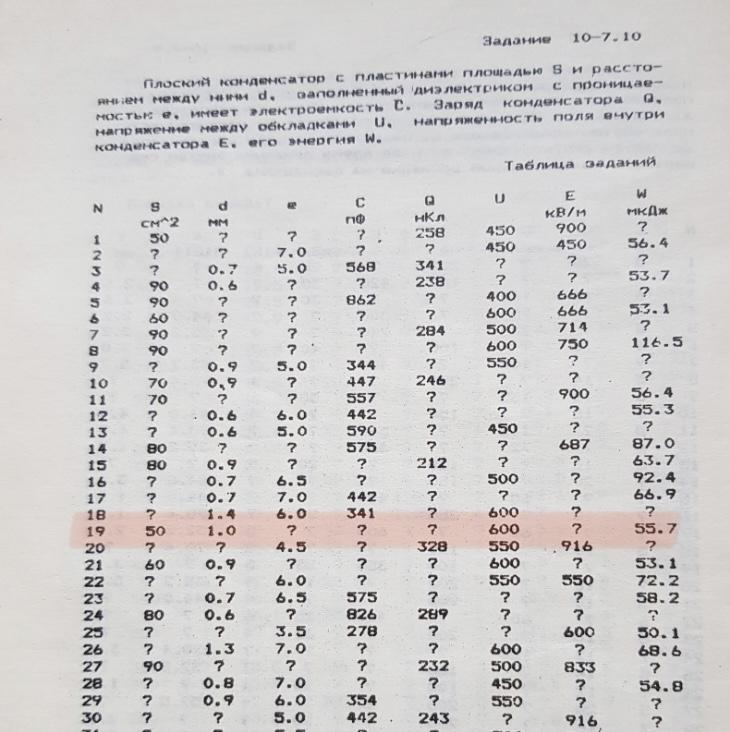 Задание 10-7.10
Плоский конденсатор с пластинами площадью S и рассто-
янием между ними d, заполненный диэлектриком с проницае-
мостью e, имеет электроемкость C. Заряд конденсатора Q,
напряжение между обкладками U, напряженность поля внутри
конденсатора E, его энергия W.
Таблица заданий
N S d e C Q U E W
см^2 мм пФ нКл кВ/м мкДж
1 50 ? ? ? 258 450 900 ?
2 ? ? 7.0 ? ? 450 450 56.4
3 ? 0.7 5.0 568 341 ? ? ?
4 90 0.6 ? ? 238 ? ? 53.7
5 90 ? ? 862 ? 400 666 ?
6 60 ? ? ? ? 600 666 53.1
7 90 ? ? ? 284 500 714 ?
8 90 ? ? ? ? 600 750 116.5
9 ? 0.9 5.0 344 ? 550 ? ?
10 70 0,9 ? 447 246 ? ? ?
11 70 ? ? 557 ? ? 900 56.4
12 ? 0.6 6.0 442 ? ? ? 55.3
13 ? 0.6 5.0 590 ? 450 ? ?
14 80 ? ? 575 ? ? 687 87.0
15 80 0.9 ? ? 212 ? ? 63.7
16 ? 0.7 6.5 ? ? 500 ? 92.4
17 ? 0.7 7.0 442 ? ? ? 66.9
18 ? 1.4 6.0 341 ? 600 ? ?
19 50 1.0 ? ? ? 600 ? 55.7
20 ? ? 4.5 ? 328 550 916 ?
21 60 0.9 ? ? ? 600 ? 53.1
22 ? ? 6.0 ? ? 550 550 72.2
23 ? 0.7 6.5 575 ? ? ? 58.2
24 80 0.6 ? 826 289 ? ? ?
25 ? ? 3.5 278 ? ? 600 50.1
26 ? 1.3 7.0 ? ? 600 ? 68.6
27 90 ? ? ? 232 500 833 ?
28 ? 0.8 7.0 ? ? 450 ? 54.8
29 ? 0.9 6.0 354 ? 550 ? ?
30 ? ? 5.0 442 243 ? 916 ?